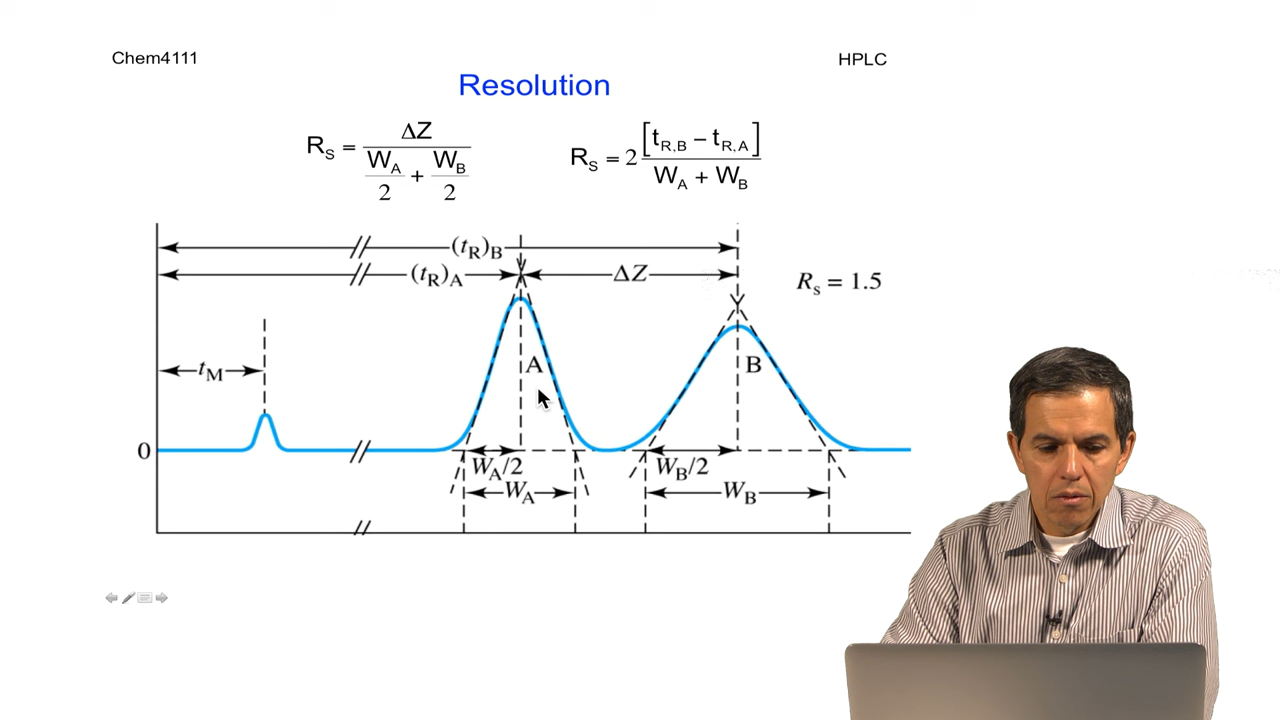 Chem4111
HPLC
Resolution
R_S = ΔZ / (W_A/2 + W_B/2)
R_S = 2 [t_R,B − t_R,A] / (W_A + W_B)
(t_R)_B
(t_R)_A
ΔZ
R_s = 1.5
t_M
A
B
0
W_A/2
W_B/2
W_A
W_B